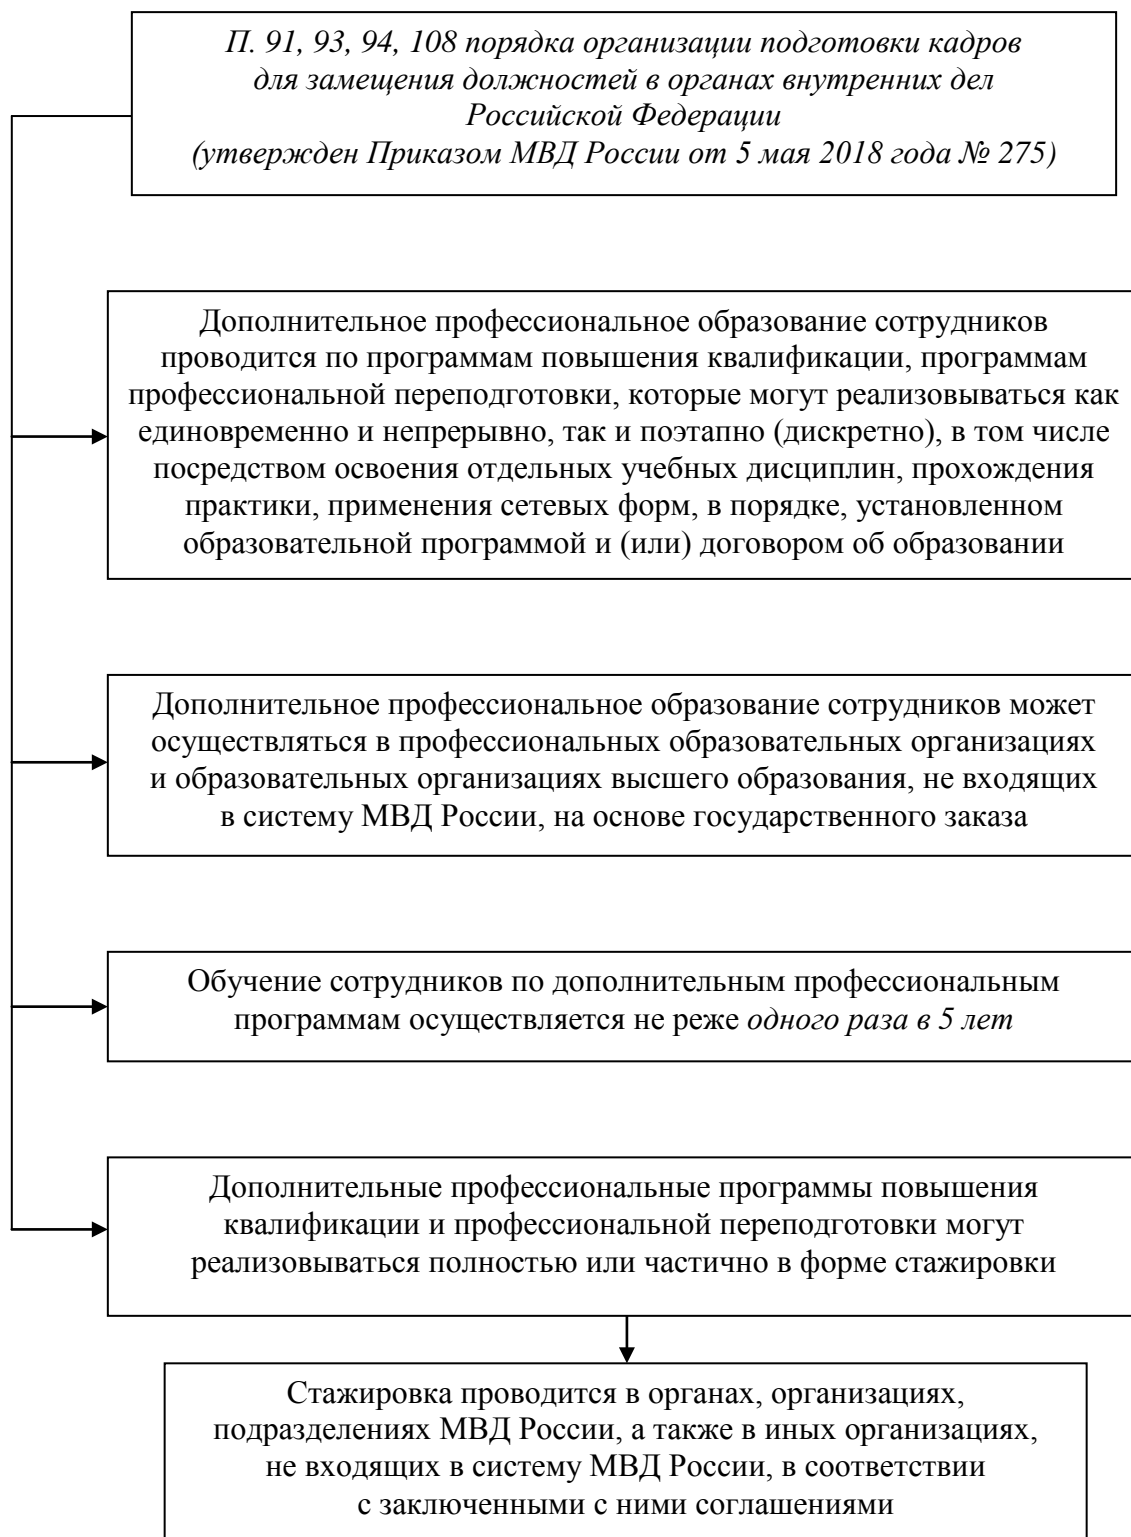 П. 91, 93, 94, 108 порядка организации подготовки кадров
для замещения должностей в органах внутренних дел
Российской Федерации
(утвержден Приказом МВД России от 5 мая 2018 года № 275)
Дополнительное профессиональное образование сотрудников
проводится по программам повышения квалификации, программам
профессиональной переподготовки, которые могут реализовываться как
единовременно и непрерывно, так и поэтапно (дискретно), в том числе
посредством освоения отдельных учебных дисциплин, прохождения
практики, применения сетевых форм, в порядке, установленном
образовательной программой и (или) договором об образовании
Дополнительное профессиональное образование сотрудников может
осуществляться в профессиональных образовательных организациях
и образовательных организациях высшего образования, не входящих
в систему МВД России, на основе государственного заказа
Обучение сотрудников по дополнительным профессиональным
программам осуществляется не реже одного раза в 5 лет
Дополнительные профессиональные программы повышения
квалификации и профессиональной переподготовки могут
реализовываться полностью или частично в форме стажировки
Стажировка проводится в органах, организациях,
подразделениях МВД России, а также в иных организациях,
не входящих в систему МВД России, в соответствии
с заключенными с ними соглашениями